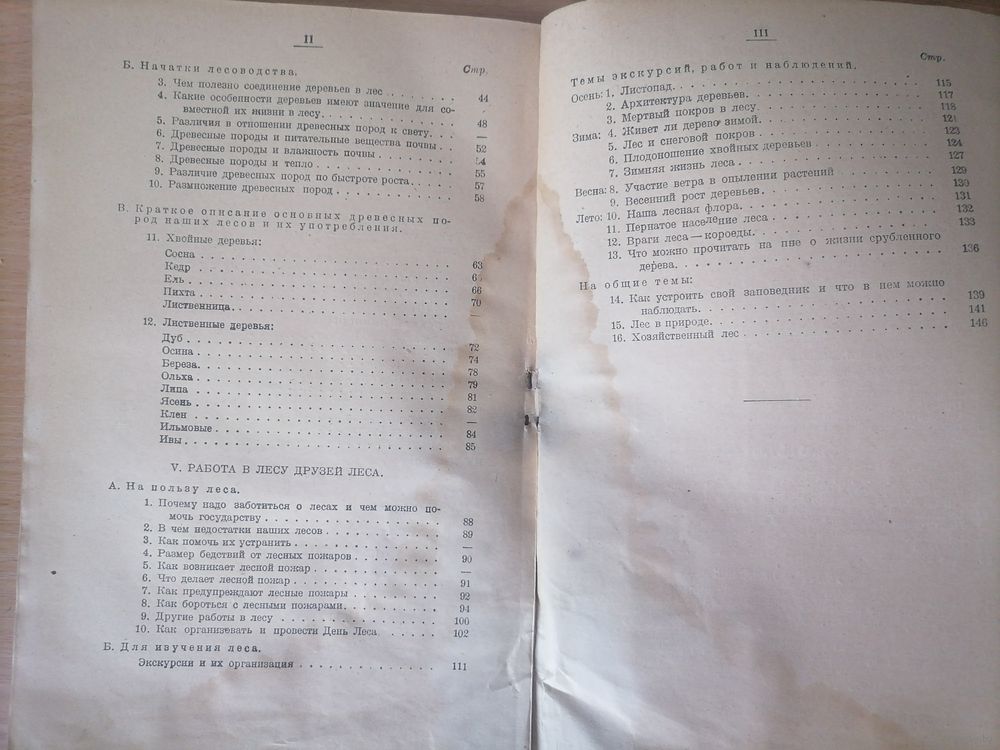 II
Б. Начатки лесоводства.
Стр.
3. Чем полезно соединение деревьев в лес . . . . . . . . 44
4. Какие особенности деревьев имеют значение для со-
вместной их жизни в лесу. . . . . . . . . . . . 48
5. Различия в отношении древесных пород к свету. . . —
6. Древесные породы и питательные вещества почвы . . 52
7. Древесные породы и влажность почвы . . . . . . . 54
8. Древесные породы и тепло . . . . . . . . . . . . 55
9. Различие древесных пород по быстроте роста. . . . 57
10. Размножение древесных пород . . . . . . . . . . 58
В. Краткое описание основных древесных по-
род наших лесов и их употребления.
11. Хвойные деревья:
Сосна . . . . . . . . . . . . . . . . . . 63
Кедр . . . . . . . . . . . . . . . . . .
Ель . . . . . . . . . . . . . . . . . . 66
Пихта . . . . . . . . . . . . . . . . . . 70
Лиственница. . . . . . . . . . . . . . . . —
12. Лиственные деревья:
Дуб . . . . . . . . . . . . . . . . . . 72
Осина . . . . . . . . . . . . . . . . . . 74
Береза. . . . . . . . . . . . . . . . . . 78
Ольха . . . . . . . . . . . . . . . . . . 79
Липа . . . . . . . . . . . . . . . . . . 81
Ясень . . . . . . . . . . . . . . . . . . 82
Клен . . . . . . . . . . . . . . . . . . —
Ильмовые . . . . . . . . . . . . . . . . 84
Ивы . . . . . . . . . . . . . . . . . . 85
V. РАБОТА В ЛЕСУ ДРУЗЕЙ ЛЕСА.
А. На пользу леса.
1. Почему надо заботиться о лесах и чем можно по-
мочь государству . . . . . . . . . . . . . . 88
2. В чем недостатки наших лесов . . . . . . . . . . 89
3. Как помочь их устранить . . . . . . . . . . . . —
4. Размер бедствий от лесных пожаров . . . . . . . . 90
5. Как возникает лесной пожар . . . . . . . . . . . —
6. Что делает лесной пожар . . . . . . . . . . . . 91
7. Как предупреждают лесные пожары . . . . . . . . 92
8. Как бороться с лесными пожарами. . . . . . . . . 94
9. Другие работы в лесу . . . . . . . . . . . . . . 100
10. Как организовать и провести День Леса . . . . . 102
Б. Для изучения леса.
Экскурсии и их организация . . . . . . . . . . . . 111
III
Стр.
Темы экскурсий, работ и наблюдений.
Осень: 1. Листопад. . . . . . . . . . . . . . . . . 115
2. Архитектура деревьев. . . . . . . . . . . . . 117
3. Мертвый покров в лесу. . . . . . . . . . . . 118
Зима: 4. Живет ли дерево зимой. . . . . . . . . . . 121
5. Лес и снеговой покров . . . . . . . . . . . . 123
6. Плодоношение хвойных деревьев . . . . . . . . 124
7. Зимняя жизнь леса . . . . . . . . . . . . . . 127
Весна: 8. Участие ветра в опылении растений . . . . . 129
9. Весенний рост деревьев. . . . . . . . . . . . 130
Лето: 10. Наша лесная флора. . . . . . . . . . . . . 131
11. Пернатое население леса . . . . . . . . . . . 132
12. Враги леса — короеды. . . . . . . . . . . . . 133
13. Что можно прочитать на пне о жизни срубленного
дерева. . . . . . . . . . . . . . . . . . 136
На общие темы:
14. Как устроить свой заповедник и что в нем можно
наблюдать. . . . . . . . . . . . . . . . . 139
15. Лес в природе. . . . . . . . . . . . . . . . 141
16. Хозяйственный лес . . . . . . . . . . . . . . 146